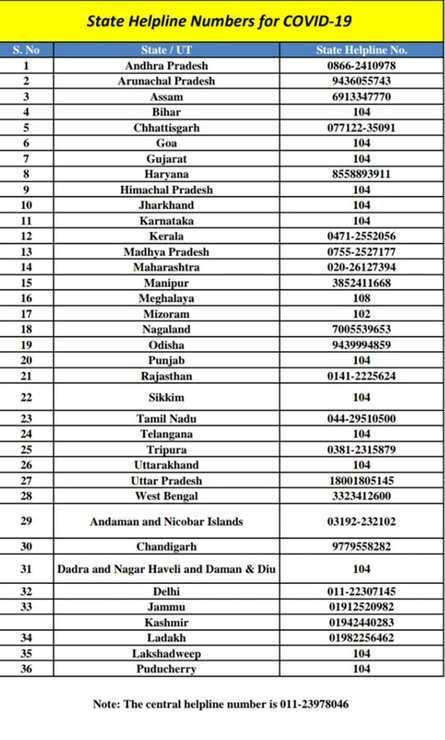 State Helpline Numbers for COVID-19
S. No State / UT State Helpline No.
1 Andhra Pradesh 0866-2410978
2 Arunachal Pradesh 9436055743
3 Assam 6913347770
4 Bihar 104
5 Chhattisgarh 077122-35091
6 Goa 104
7 Gujarat 104
8 Haryana 8558893911
9 Himachal Pradesh 104
10 Jharkhand 104
11 Karnataka 104
12 Kerala 0471-2552056
13 Madhya Pradesh 0755-2527177
14 Maharashtra 020-26127394
15 Manipur 3852411668
16 Meghalaya 108
17 Mizoram 102
18 Nagaland 7005539653
19 Odisha 9439994859
20 Punjab 104
21 Rajasthan 0141-2225624
22 Sikkim 104
23 Tamil Nadu 044-29510500
24 Telangana 104
25 Tripura 0381-2315879
26 Uttarakhand 104
27 Uttar Pradesh 18001805145
28 West Bengal 3323412600
29 Andaman and Nicobar Islands 03192-232102
30 Chandigarh 9779558282
31 Dadra and Nagar Haveli and Daman & Diu 104
32 Delhi 011-22307145
33 Jammu 01912520982
Kashmir 01942440283
34 Ladakh 01982256462
35 Lakshadweep 104
36 Puducherry 104
Note: The central helpline number is 011-23978046